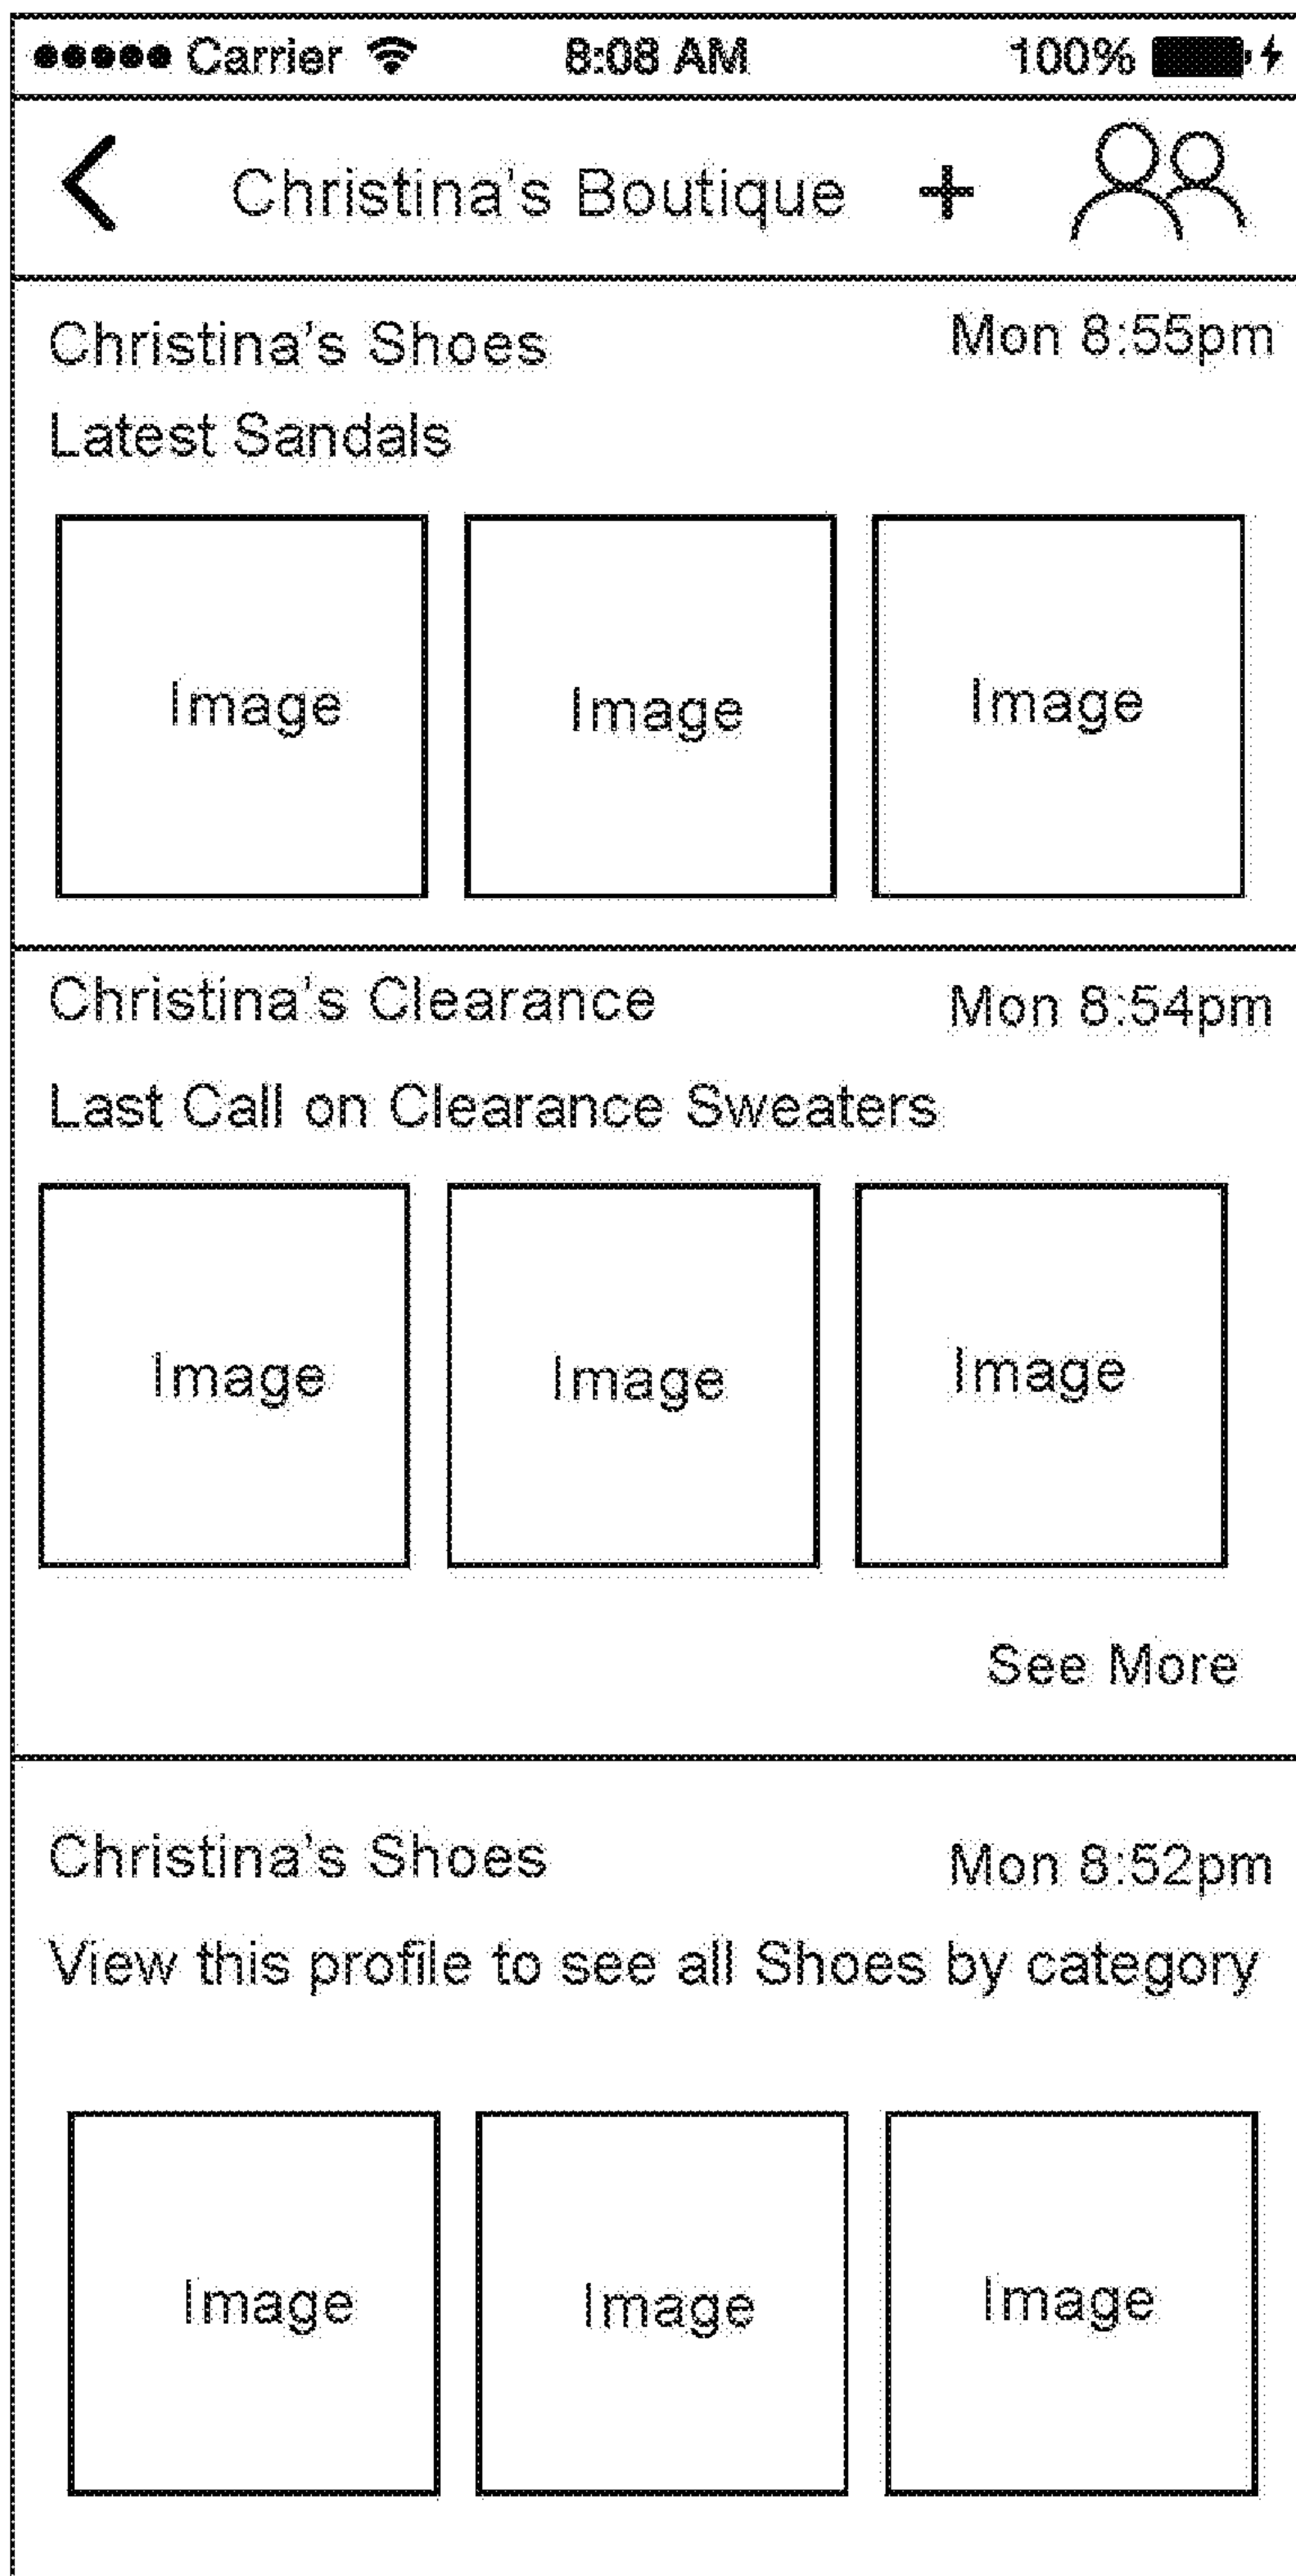 Carrier 8:08 AM 100%
Christina's Boutique +
Christina's Shoes Mon 8:55pm
Latest Sandals
Image Image Image
Christina's Clearance Mon 8:54pm
Last Call on Clearance Sweaters
Image Image Image
See More
Christina's Shoes Mon 8:52pm
View this profile to see all Shoes by category
Image Image Image